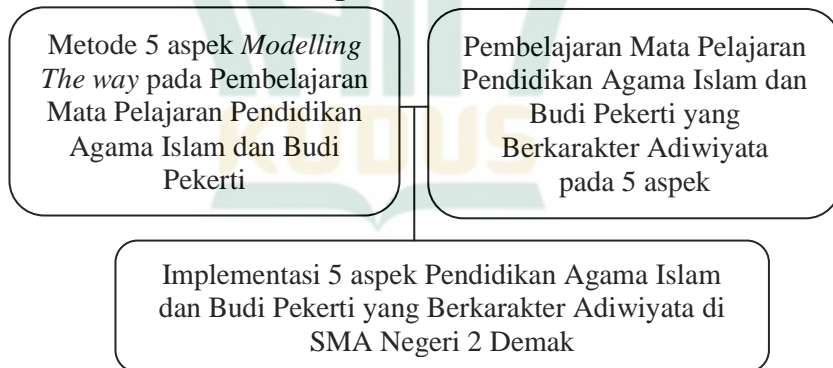 Metode 5 aspek Modelling
The way pada Pembelajaran
Mata Pelajaran Pendidikan
Agama Islam dan Budi
Pekerti
Pembelajaran Mata Pelajaran
Pendidikan Agama Islam dan
Budi Pekerti yang
Berkarakter Adiwiyata
pada 5 aspek
Implementasi 5 aspek Pendidikan Agama Islam
dan Budi Pekerti yang Berkarakter Adiwiyata di
SMA Negeri 2 Demak
KUDUS